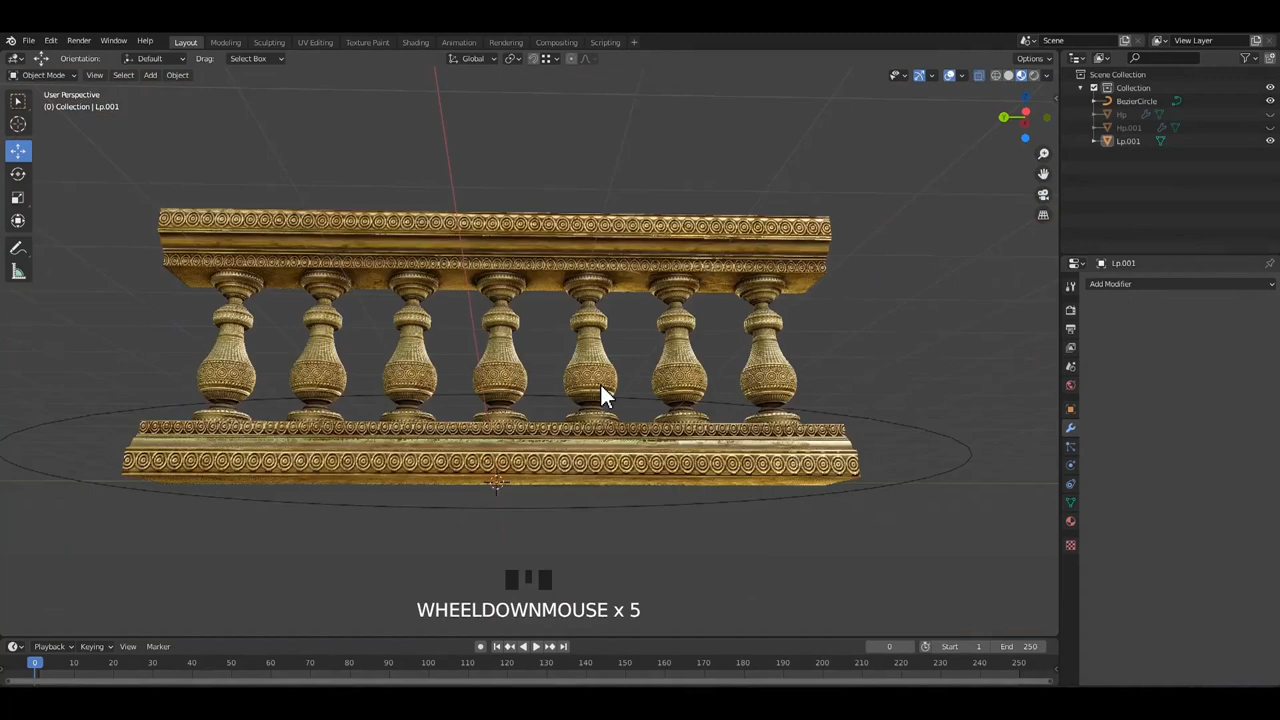 File Edit Render Window Help
Layout Modeling Sculpting UV Editing Texture Paint Shading Animation Rendering Compositing Scripting +
Scene
View Layer
Orientation: Default Drag: Select Box
Global
Options
Object Mode View Select Add Object
User Perspective
(0) Collection | Lp.001
Y
Scene Collection
Collection
BezierCircle
Hp
Hp.001
Lp.001
Lp.001
Add Modifier
WHEELDOWNMOUSE x 5
Playback Keying View Marker
0 Start 1 End 250
0 10 20 30 40 50 60 70 80 90 100 110 120 130 140 150 160 170 180 190 200 210 220 230 240 250